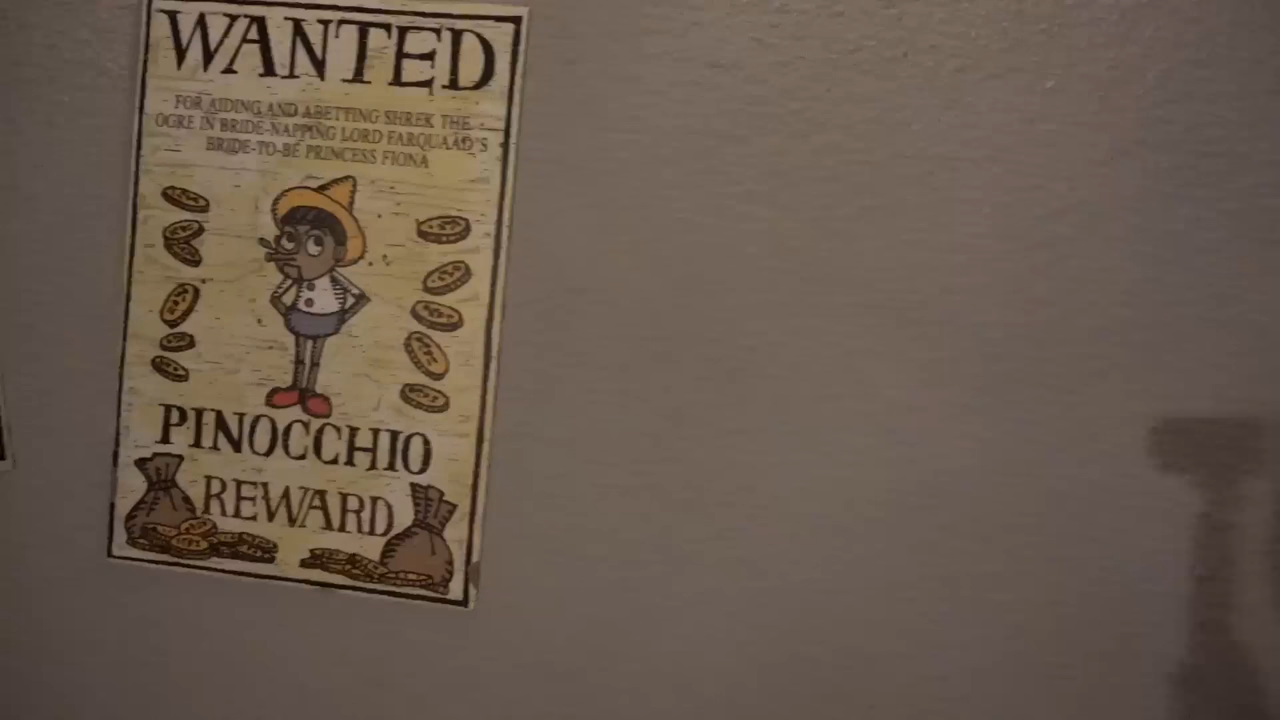 WANTED
FOR AIDING AND ABETTING SHREK THE
OGRE IN BRIDE-NAPPING LORD FARQUAAD'S
BRIDE-TO-BE PRINCESS FIONA
PINOCCHIO
REWARD